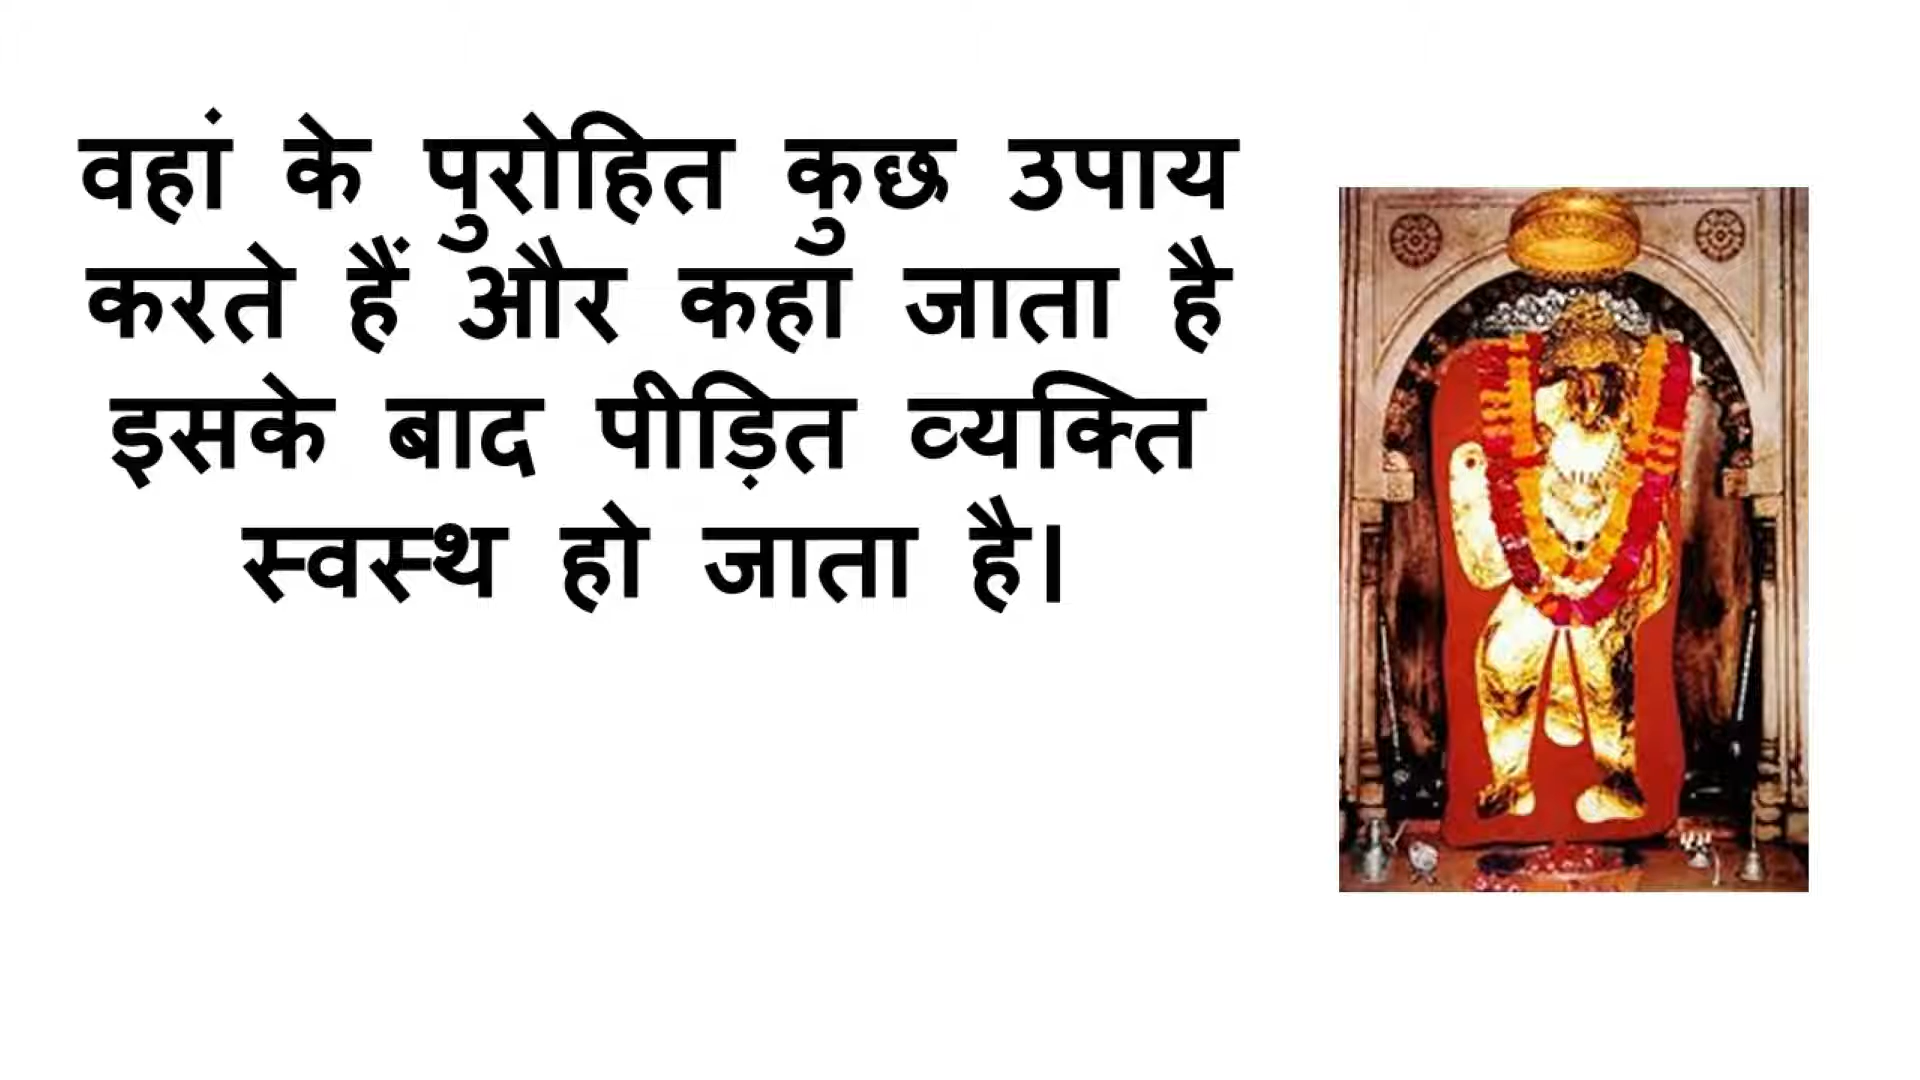 वहां के पुरोहित कुछ उपाय
करते हैं और कहा जाता है
इसके बाद पीड़ित व्यक्ति
स्वस्थ हो जाता है।